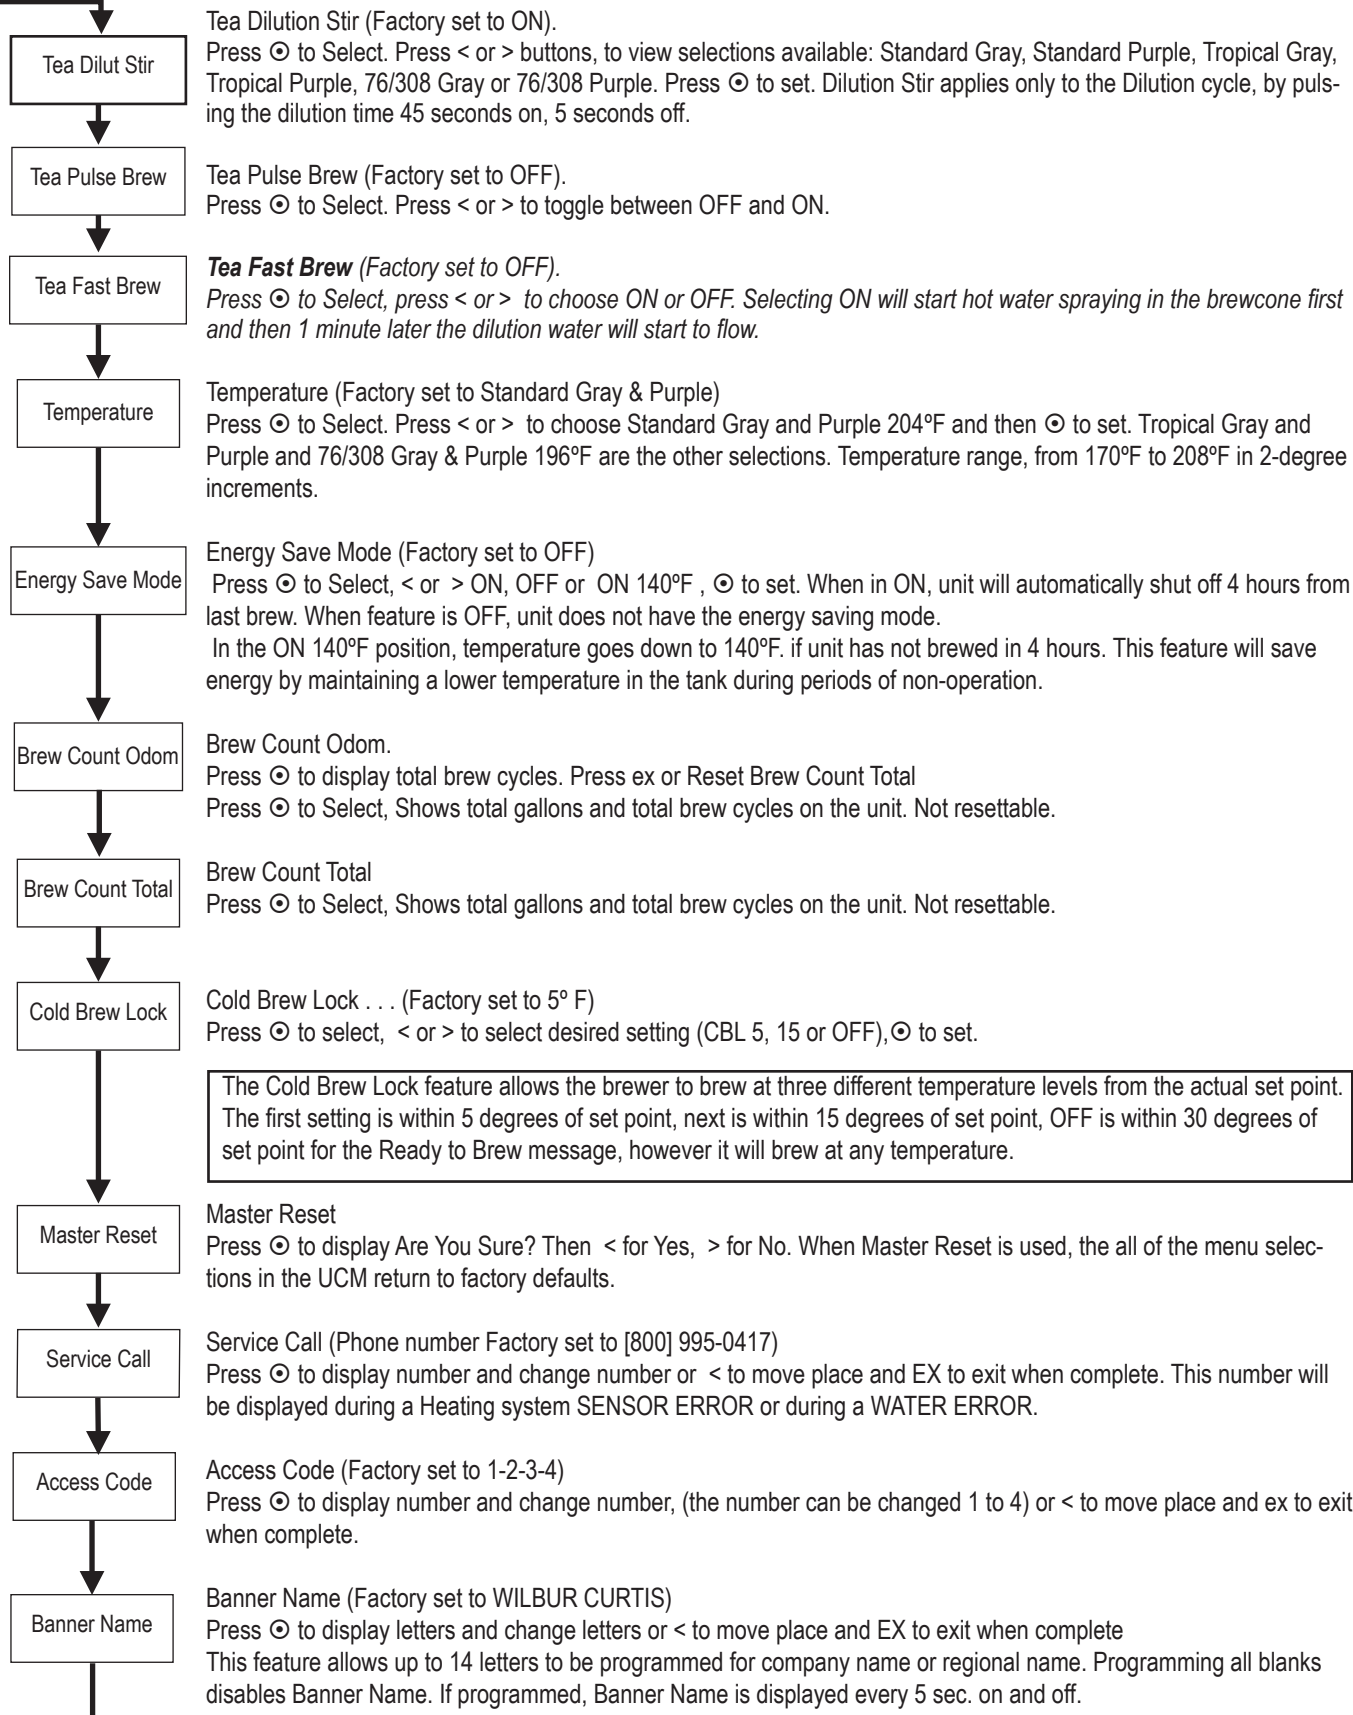 Tea Dilution Stir (Factory set to ON).
Tea Dilut Stir
Press ⊙ to Select. Press < or > buttons, to view selections available: Standard Gray, Standard Purple, Tropical Gray,
Tropical Purple, 76/308 Gray or 76/308 Purple. Press ⊙ to set. Dilution Stir applies only to the Dilution cycle, by puls-
ing the dilution time 45 seconds on, 5 seconds off.
Tea Pulse Brew
Tea Pulse Brew (Factory set to OFF).
Press ⊙ to Select. Press < or > to toggle between OFF and ON.
Tea Fast Brew
Tea Fast Brew (Factory set to OFF).
Press ⊙ to Select, press < or > to choose ON or OFF. Selecting ON will start hot water spraying in the brewcone first
and then 1 minute later the dilution water will start to flow.
Temperature
Temperature (Factory set to Standard Gray & Purple)
Press ⊙ to Select. Press < or > to choose Standard Gray and Purple 204ºF and then ⊙ to set. Tropical Gray and
Purple and 76/308 Gray & Purple 196ºF are the other selections. Temperature range, from 170ºF to 208ºF in 2-degree
increments.
Energy Save Mode
Energy Save Mode (Factory set to OFF)
Press ⊙ to Select, < or > ON, OFF or ON 140ºF , ⊙ to set. When in ON, unit will automatically shut off 4 hours from
last brew. When feature is OFF, unit does not have the energy saving mode.
In the ON 140ºF position, temperature goes down to 140ºF. if unit has not brewed in 4 hours. This feature will save
energy by maintaining a lower temperature in the tank during periods of non-operation.
Brew Count Odom
Brew Count Odom.
Press ⊙ to display total brew cycles. Press ex or Reset Brew Count Total
Press ⊙ to Select, Shows total gallons and total brew cycles on the unit. Not resettable.
Brew Count Total
Brew Count Total
Press ⊙ to Select, Shows total gallons and total brew cycles on the unit. Not resettable.
Cold Brew Lock
Cold Brew Lock . . . (Factory set to 5º F)
Press ⊙ to select, < or > to select desired setting (CBL 5, 15 or OFF),⊙ to set.
The Cold Brew Lock feature allows the brewer to brew at three different temperature levels from the actual set point.
The first setting is within 5 degrees of set point, next is within 15 degrees of set point, OFF is within 30 degrees of
set point for the Ready to Brew message, however it will brew at any temperature.
Master Reset
Master Reset
Press ⊙ to display Are You Sure? Then < for Yes, > for No. When Master Reset is used, the all of the menu selec-
tions in the UCM return to factory defaults.
Service Call
Service Call (Phone number Factory set to [800] 995-0417)
Press ⊙ to display number and change number or < to move place and EX to exit when complete. This number will
be displayed during a Heating system SENSOR ERROR or during a WATER ERROR.
Access Code
Access Code (Factory set to 1-2-3-4)
Press ⊙ to display number and change number, (the number can be changed 1 to 4) or < to move place and ex to exit
when complete.
Banner Name
Banner Name (Factory set to WILBUR CURTIS)
Press ⊙ to display letters and change letters or < to move place and EX to exit when complete
This feature allows up to 14 letters to be programmed for company name or regional name. Programming all blanks
disables Banner Name. If programmed, Banner Name is displayed every 5 sec. on and off.